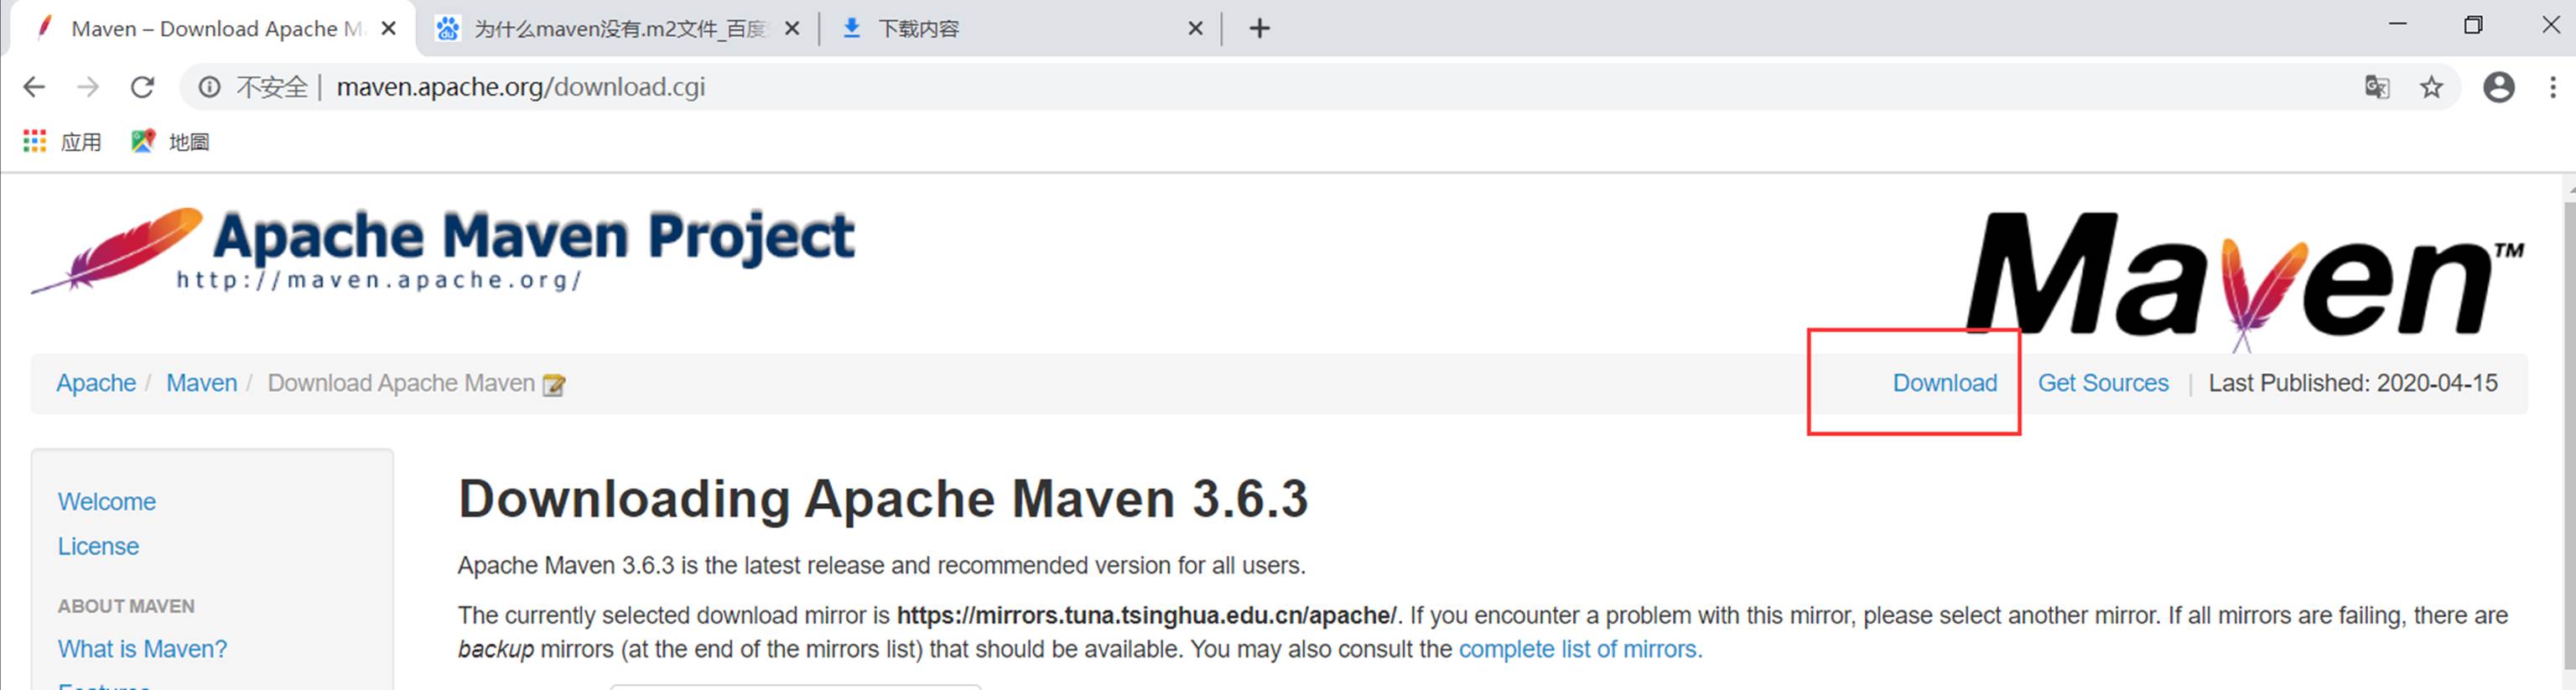 Maven – Download Apache M
为什么maven没有.m2文件_百度
下载内容
不安全 | maven.apache.org/download.cgi
应用
地圖
Apache Maven Project
http://maven.apache.org/
Maven™
Apache / Maven / Download Apache Maven
Download Get Sources | Last Published: 2020-04-15
Welcome
License
ABOUT MAVEN
What is Maven?
Downloading Apache Maven 3.6.3
Apache Maven 3.6.3 is the latest release and recommended version for all users.
The currently selected download mirror is https://mirrors.tuna.tsinghua.edu.cn/apache/. If you encounter a problem with this mirror, please select another mirror. If all mirrors are failing, there are
backup mirrors (at the end of the mirrors list) that should be available. You may also consult the complete list of mirrors.